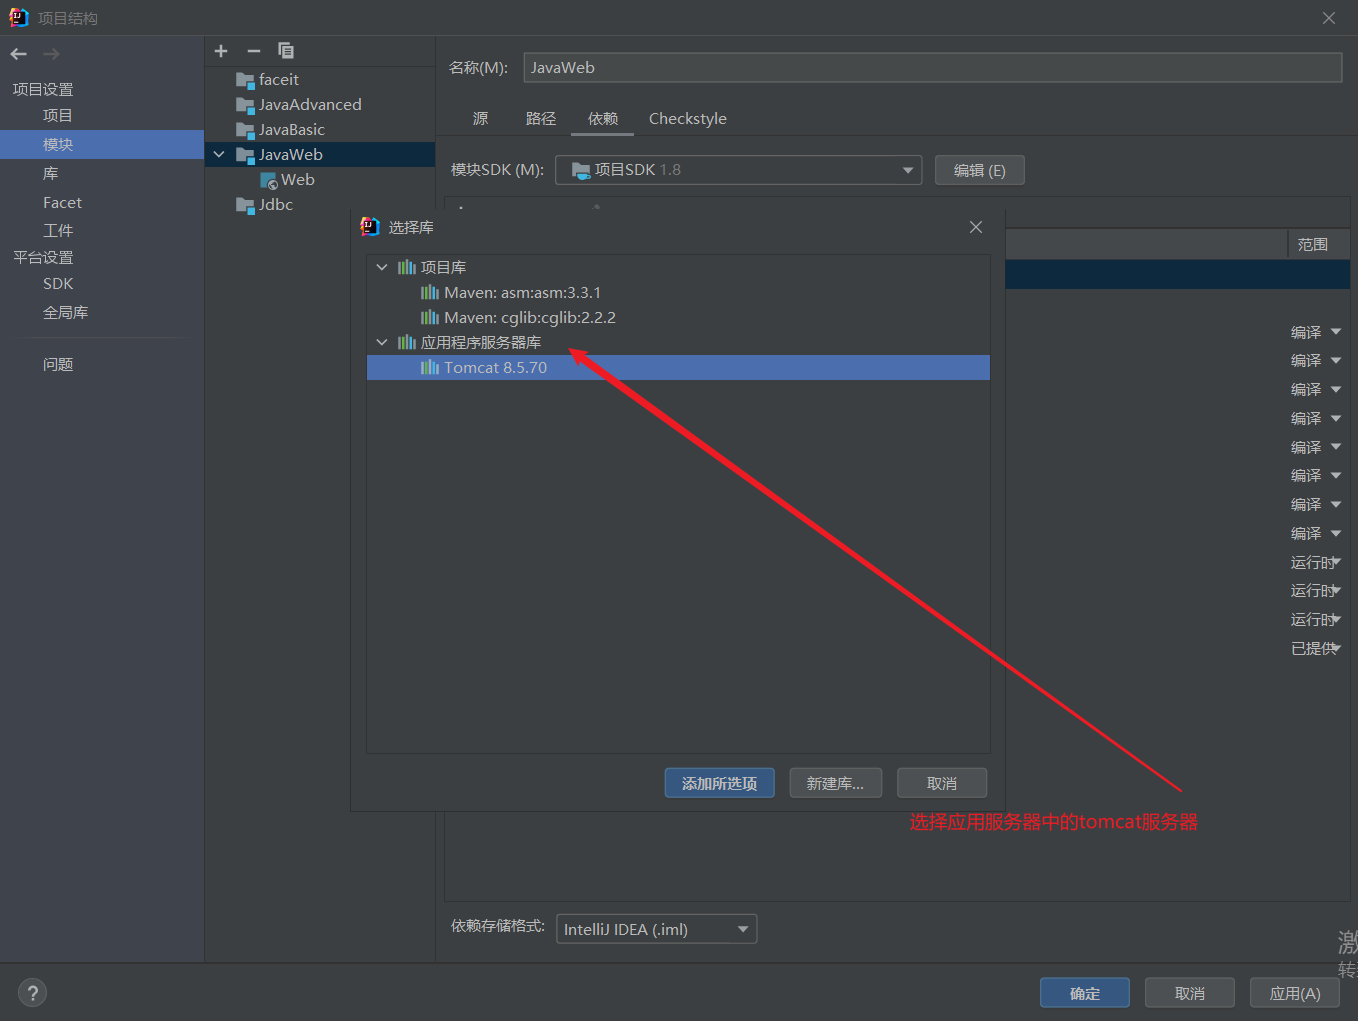 项目结构
项目设置
项目
模块
库
Facet
工件
平台设置
SDK
全局库
问题
faceit
JavaAdvanced
JavaBasic
JavaWeb
Web
Jdbc
名称(M):
JavaWeb
源
路径
依赖
Checkstyle
模块SDK (M):
项目SDK 1.8
编辑 (E)
范围
编译
编译
编译
编译
编译
编译
编译
编译
运行时
运行时
运行时
已提供
选择库
项目库
Maven: asm:asm:3.3.1
Maven: cglib:cglib:2.2.2
应用程序服务器库
Tomcat 8.5.70
添加所选项
新建库...
取消
选择应用服务器中的tomcat服务器
依赖存储格式:
IntelliJ IDEA (.iml)
激
转
?
确定
取消
应用(A)